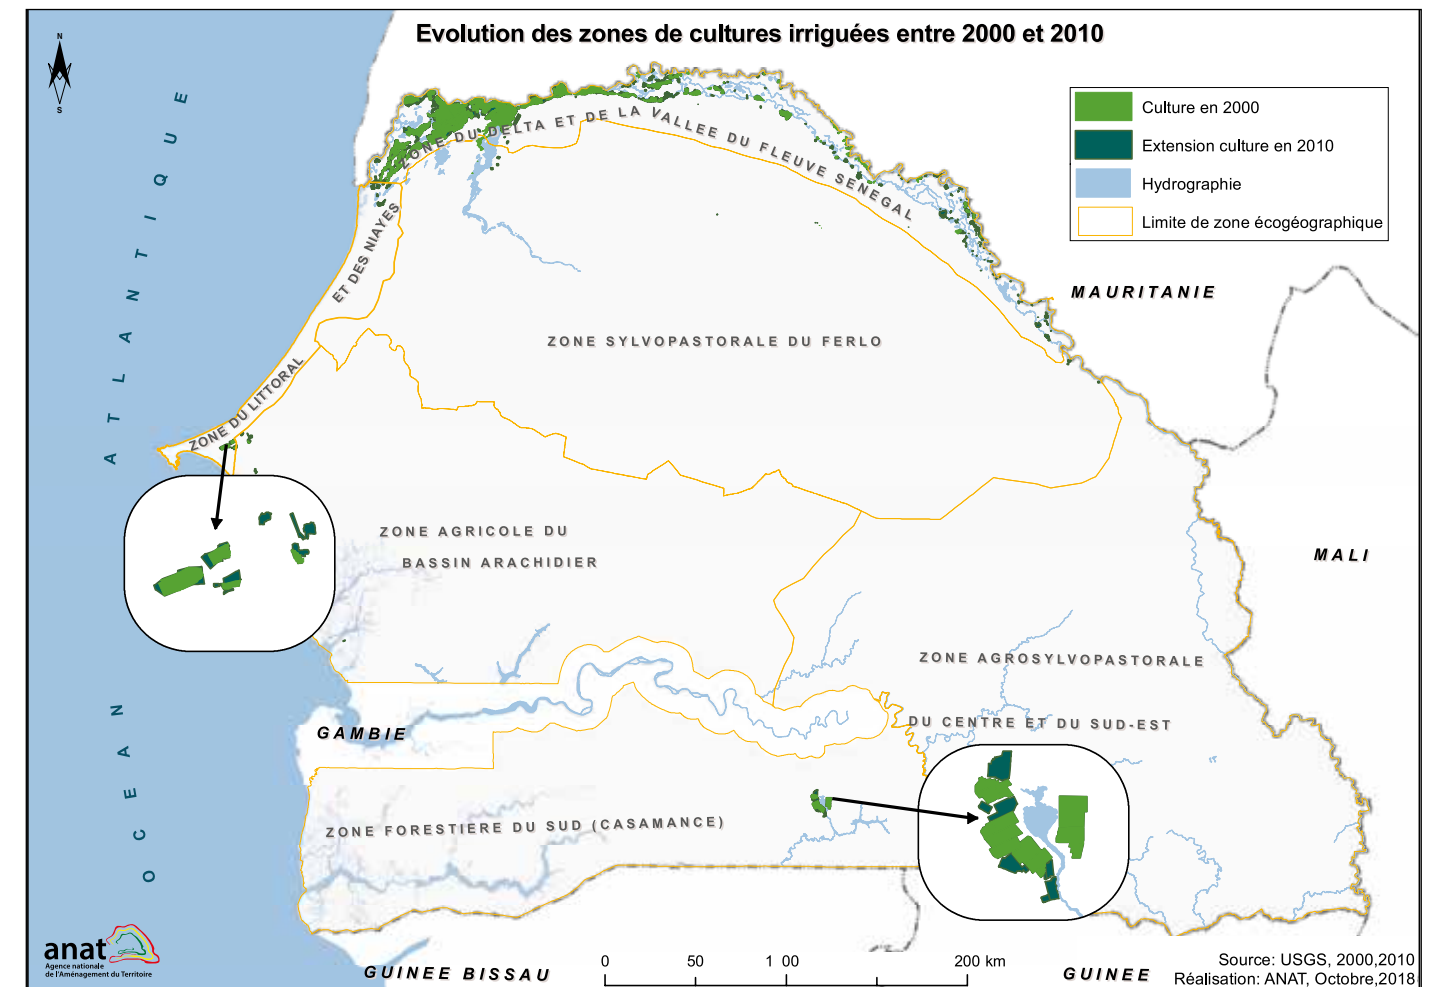 Evolution des zones de cultures irriguées entre 2000 et 2010
N
S
Culture en 2000
Extension culture en 2010
Hydrographie
Limite de zone écogéographique
OCEAN ATLANTIQUE
ZONE DU DELTA ET DE LA VALLEE DU FLEUVE SENEGAL
MAURITANIE
ZONE DU LITTORAL ET DES NIAYES
ZONE SYLVOPASTORALE DU FERLO
ZONE AGRICOLE DU
BASSIN ARACHIDIER
MALI
ZONE AGROSYLVOPASTORALE
DU CENTRE ET DU SUD-EST
GAMBIE
ZONE FORESTIERE DU SUD (CASAMANCE)
anat
Agence nationale
de l'Aménagement du Territoire
GUINEE BISSAU
0 50 1 00 200 km
GUINEE
Source: USGS, 2000,2010
Réalisation: ANAT, Octobre,2018